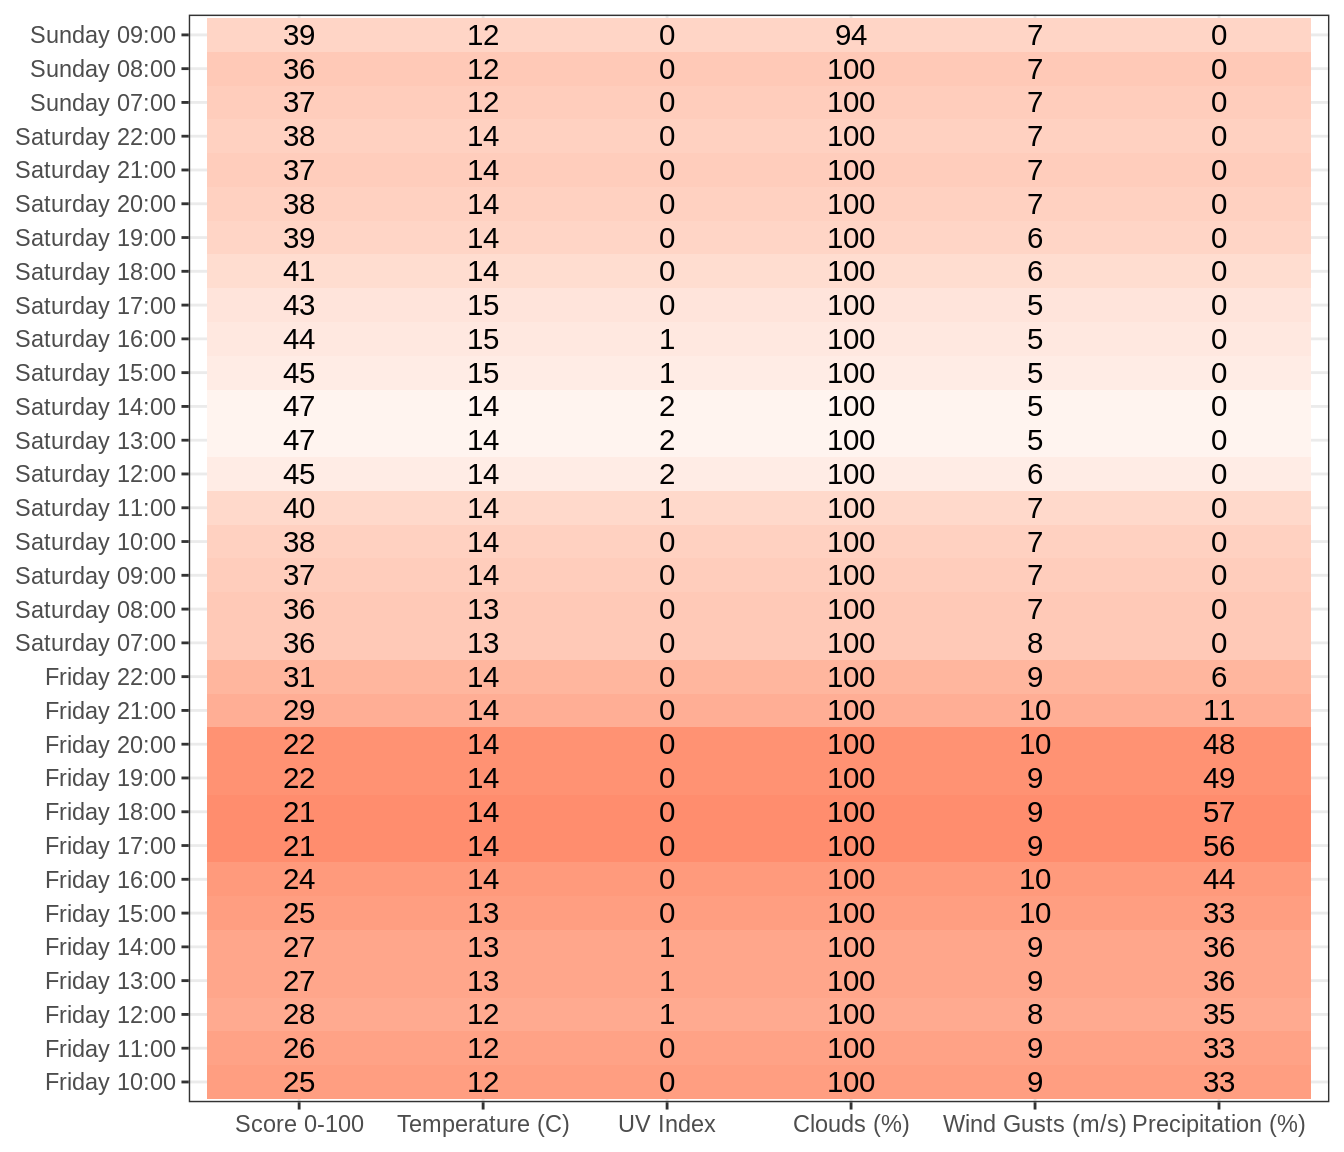 Sunday 09:00 39 12 0 94 7 0
Sunday 08:00 36 12 0 100 7 0
Sunday 07:00 37 12 0 100 7 0
Saturday 22:00 38 14 0 100 7 0
Saturday 21:00 37 14 0 100 7 0
Saturday 20:00 38 14 0 100 7 0
Saturday 19:00 39 14 0 100 6 0
Saturday 18:00 41 14 0 100 6 0
Saturday 17:00 43 15 0 100 5 0
Saturday 16:00 44 15 1 100 5 0
Saturday 15:00 45 15 1 100 5 0
Saturday 14:00 47 14 2 100 5 0
Saturday 13:00 47 14 2 100 5 0
Saturday 12:00 45 14 2 100 6 0
Saturday 11:00 40 14 1 100 7 0
Saturday 10:00 38 14 0 100 7 0
Saturday 09:00 37 14 0 100 7 0
Saturday 08:00 36 13 0 100 7 0
Saturday 07:00 36 13 0 100 8 0
Friday 22:00 31 14 0 100 9 6
Friday 21:00 29 14 0 100 10 11
Friday 20:00 22 14 0 100 10 48
Friday 19:00 22 14 0 100 9 49
Friday 18:00 21 14 0 100 9 57
Friday 17:00 21 14 0 100 9 56
Friday 16:00 24 14 0 100 10 44
Friday 15:00 25 13 0 100 10 33
Friday 14:00 27 13 1 100 9 36
Friday 13:00 27 13 1 100 9 36
Friday 12:00 28 12 1 100 8 35
Friday 11:00 26 12 0 100 9 33
Friday 10:00 25 12 0 100 9 33
Score 0-100 Temperature (C) UV Index Clouds (%) Wind Gusts (m/s) Precipitation (%)